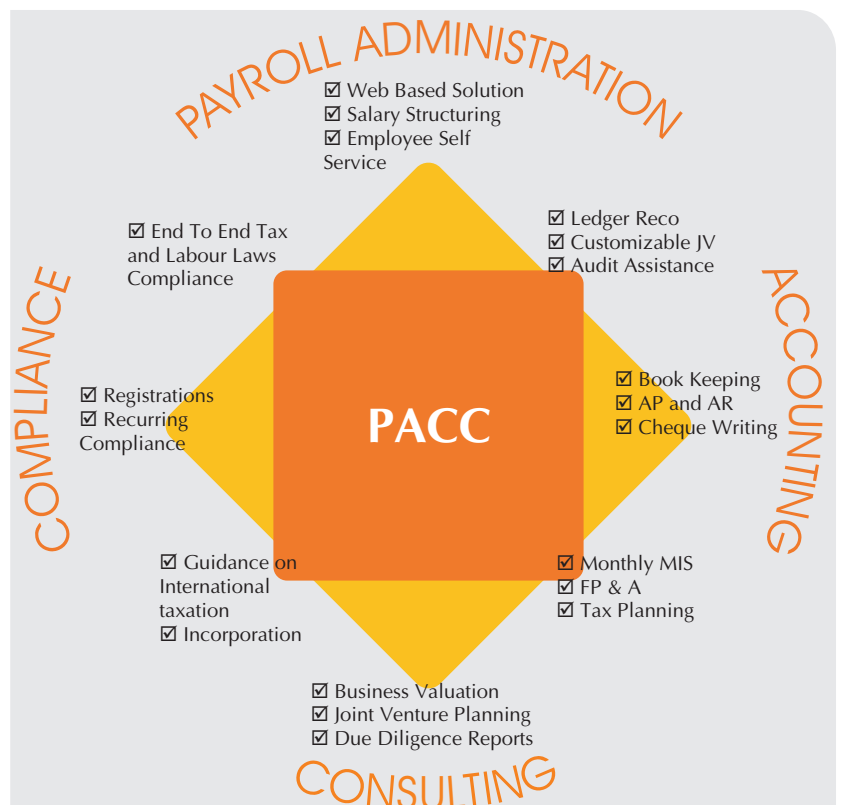 PAYROLL ADMINISTRATION
☑ Web Based Solution
☑ Salary Structuring
☑ Employee Self
Service
☑ End To End Tax
and Labour Laws
Compliance
☑ Ledger Reco
☑ Customizable JV
☑ Audit Assistance
COMPLIANCE
☑ Registrations
☑ Recurring
Compliance
PACC
☑ Book Keeping
☑ AP and AR
☑ Cheque Writing
ACCOUNTING
☑ Guidance on
International
taxation
☑ Incorporation
☑ Monthly MIS
☑ FP & A
☑ Tax Planning
☑ Business Valuation
☑ Joint Venture Planning
☑ Due Diligence Reports
CONSULTING